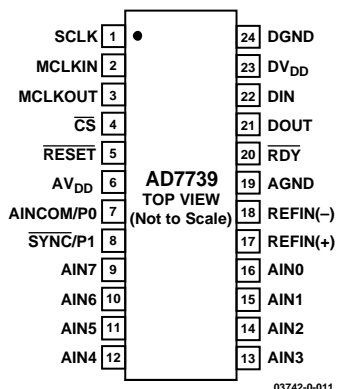 SCLK 1 24 DGND
MCLKIN 2 23 DVDD
MCLKOUT 3 22 DIN
CS 4 21 DOUT
RESET 5 20 RDY
AVDD 6 AD7739 19 AGND
TOP VIEW
AINCOM/P0 7 (Not to Scale) 18 REFIN(–)
SYNC/P1 8 17 REFIN(+)
AIN7 9 16 AIN0
AIN6 10 15 AIN1
AIN5 11 14 AIN2
AIN4 12 13 AIN3
03742-0-011